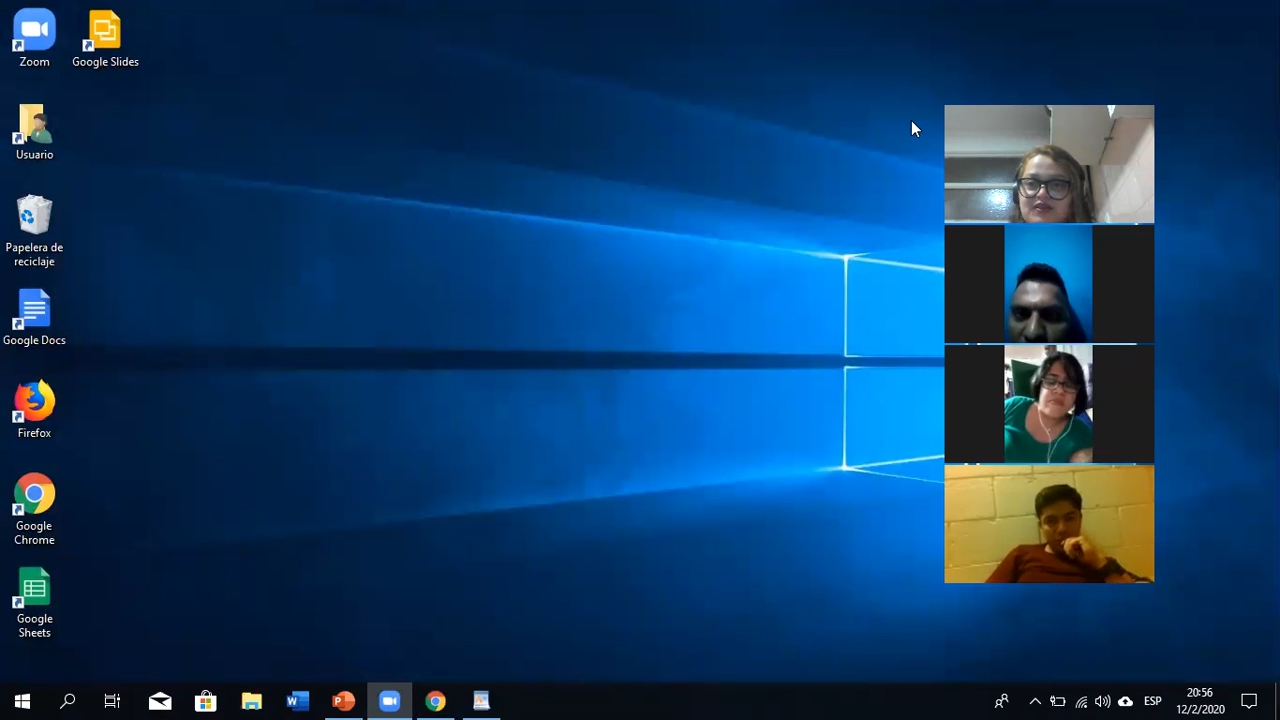 Zoom
Google Slides
Usuario
Papelera de
reciclaje
Google Docs
Firefox
Google
Chrome
Google
Sheets
ESP
20:56
12/2/2020